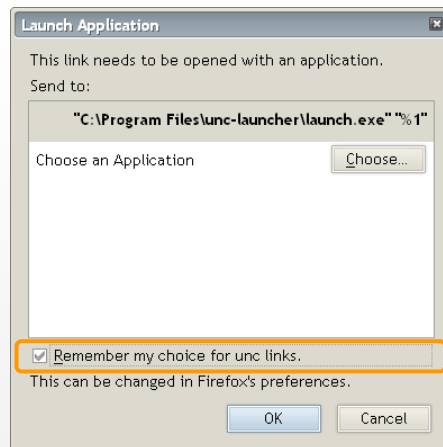 Launch Application
This link needs to be opened with an application.
Send to:
"C:\Program Files\unc-launcher\launch.exe" "%1"
Choose an Application
Choose...
Remember my choice for unc links.
This can be changed in Firefox's preferences.
OK
Cancel